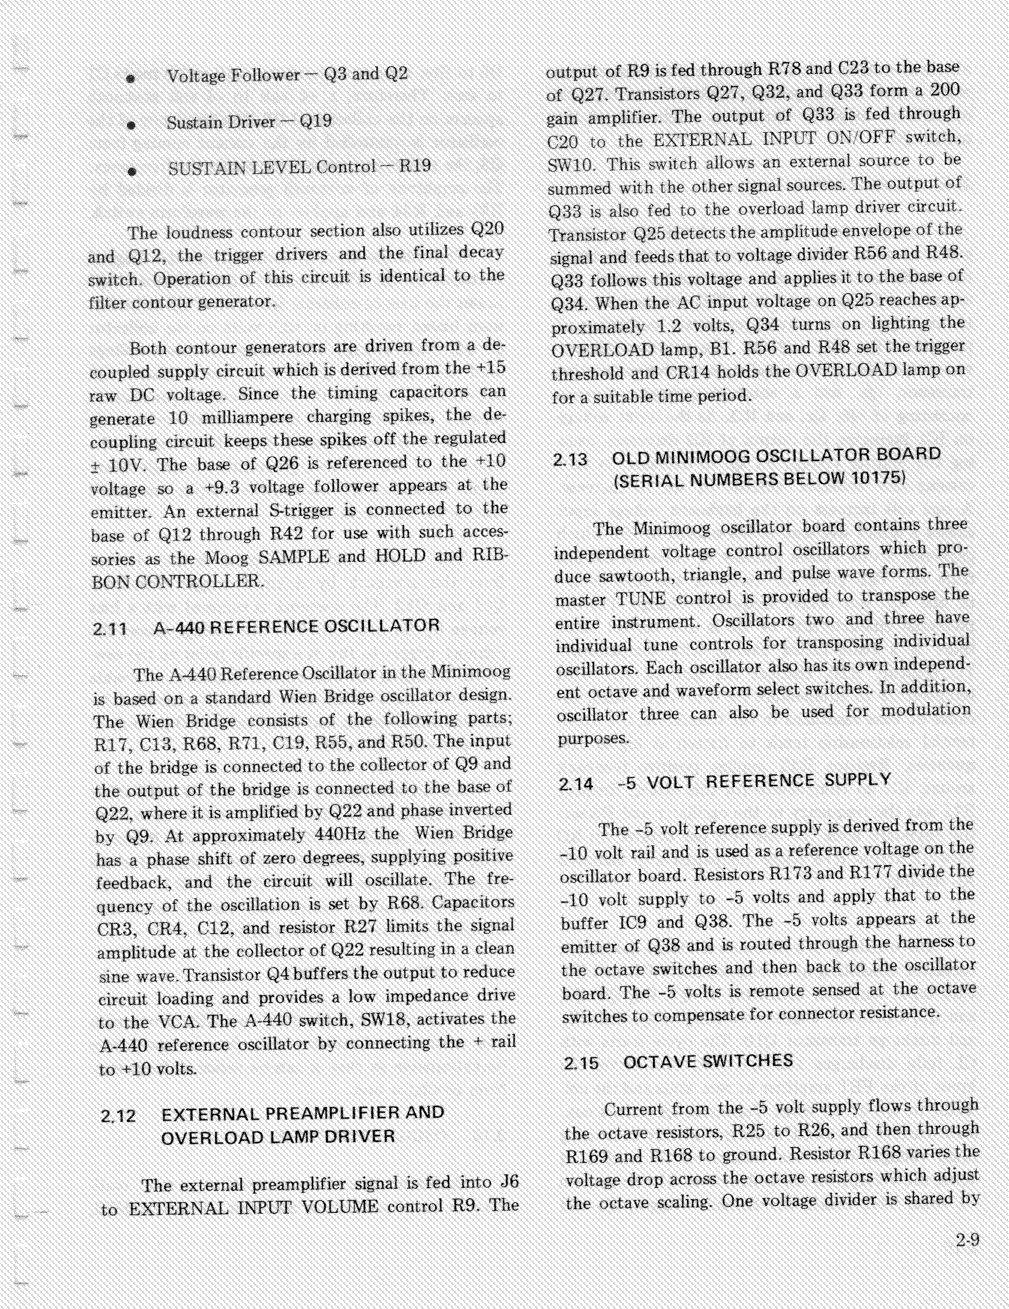 • Voltage Follower — Q3 and Q2
• Sustain Driver — Q19
• SUSTAIN LEVEL Control — R19
The loudness contour section also utilizes Q20
and Q12, the trigger drivers and the final decay
switch. Operation of this circuit is identical to the
filter contour generator.
Both contour generators are driven from a de-
coupled supply circuit which is derived from the +15
raw DC voltage. Since the timing capacitors can
generate 10 milliampere charging spikes, the de-
coupling circuit keeps these spikes off the regulated
± 10V. The base of Q26 is referenced to the +10
voltage so a +9.3 voltage follower appears at the
emitter. An external S-trigger is connected to the
base of Q12 through R42 for use with such acces-
sories as the Moog SAMPLE and HOLD and RIB-
BON CONTROLLER.
2.11 A-440 REFERENCE OSCILLATOR
The A-440 Reference Oscillator in the Minimoog
is based on a standard Wien Bridge oscillator design.
The Wien Bridge consists of the following parts;
R17, C13, R68, R71, C19, R55, and R50. The input
of the bridge is connected to the collector of Q9 and
the output of the bridge is connected to the base of
Q22, where it is amplified by Q22 and phase inverted
by Q9. At approximately 440Hz the Wien Bridge
has a phase shift of zero degrees, supplying positive
feedback, and the circuit will oscillate. The fre-
quency of the oscillation is set by R68. Capacitors
CR3, CR4, C12, and resistor R27 limits the signal
amplitude at the collector of Q22 resulting in a clean
sine wave. Transistor Q4 buffers the output to reduce
circuit loading and provides a low impedance drive
to the VCA. The A-440 switch, SW18, activates the
A-440 reference oscillator by connecting the + rail
to +10 volts.
2.12 EXTERNAL PREAMPLIFIER AND
OVERLOAD LAMP DRIVER
The external preamplifier signal is fed into J6
to EXTERNAL INPUT VOLUME control R9. The
output of R9 is fed through R78 and C23 to the base
of Q27. Transistors Q27, Q32, and Q33 form a 200
gain amplifier. The output of Q33 is fed through
C20 to the EXTERNAL INPUT ON/OFF switch,
SW10. This switch allows an external source to be
summed with the other signal sources. The output of
Q33 is also fed to the overload lamp driver circuit.
Transistor Q25 detects the amplitude envelope of the
signal and feeds that to voltage divider R56 and R48.
Q33 follows this voltage and applies it to the base of
Q34. When the AC input voltage on Q25 reaches ap-
proximately 1.2 volts, Q34 turns on lighting the
OVERLOAD lamp, B1. R56 and R48 set the trigger
threshold and CR14 holds the OVERLOAD lamp on
for a suitable time period.
2.13 OLD MINIMOOG OSCILLATOR BOARD
(SERIAL NUMBERS BELOW 10175)
The Minimoog oscillator board contains three
independent voltage control oscillators which pro-
duce sawtooth, triangle, and pulse wave forms. The
master TUNE control is provided to transpose the
entire instrument. Oscillators two and three have
individual tune controls for transposing individual
oscillators. Each oscillator also has its own independ-
ent octave and waveform select switches. In addition,
oscillator three can also be used for modulation
purposes.
2.14 -5 VOLT REFERENCE SUPPLY
The -5 volt reference supply is derived from the
-10 volt rail and is used as a reference voltage on the
oscillator board. Resistors R173 and R177 divide the
-10 volt supply to -5 volts and apply that to the
buffer IC9 and Q38. The -5 volts appears at the
emitter of Q38 and is routed through the harness to
the octave switches and then back to the oscillator
board. The -5 volts is remote sensed at the octave
switches to compensate for connector resistance.
2.15 OCTAVE SWITCHES
Current from the -5 volt supply flows through
the octave resistors, R25 to R26, and then through
R169 and R168 to ground. Resistor R168 varies the
voltage drop across the octave resistors which adjust
the octave scaling. One voltage divider is shared by
2-9